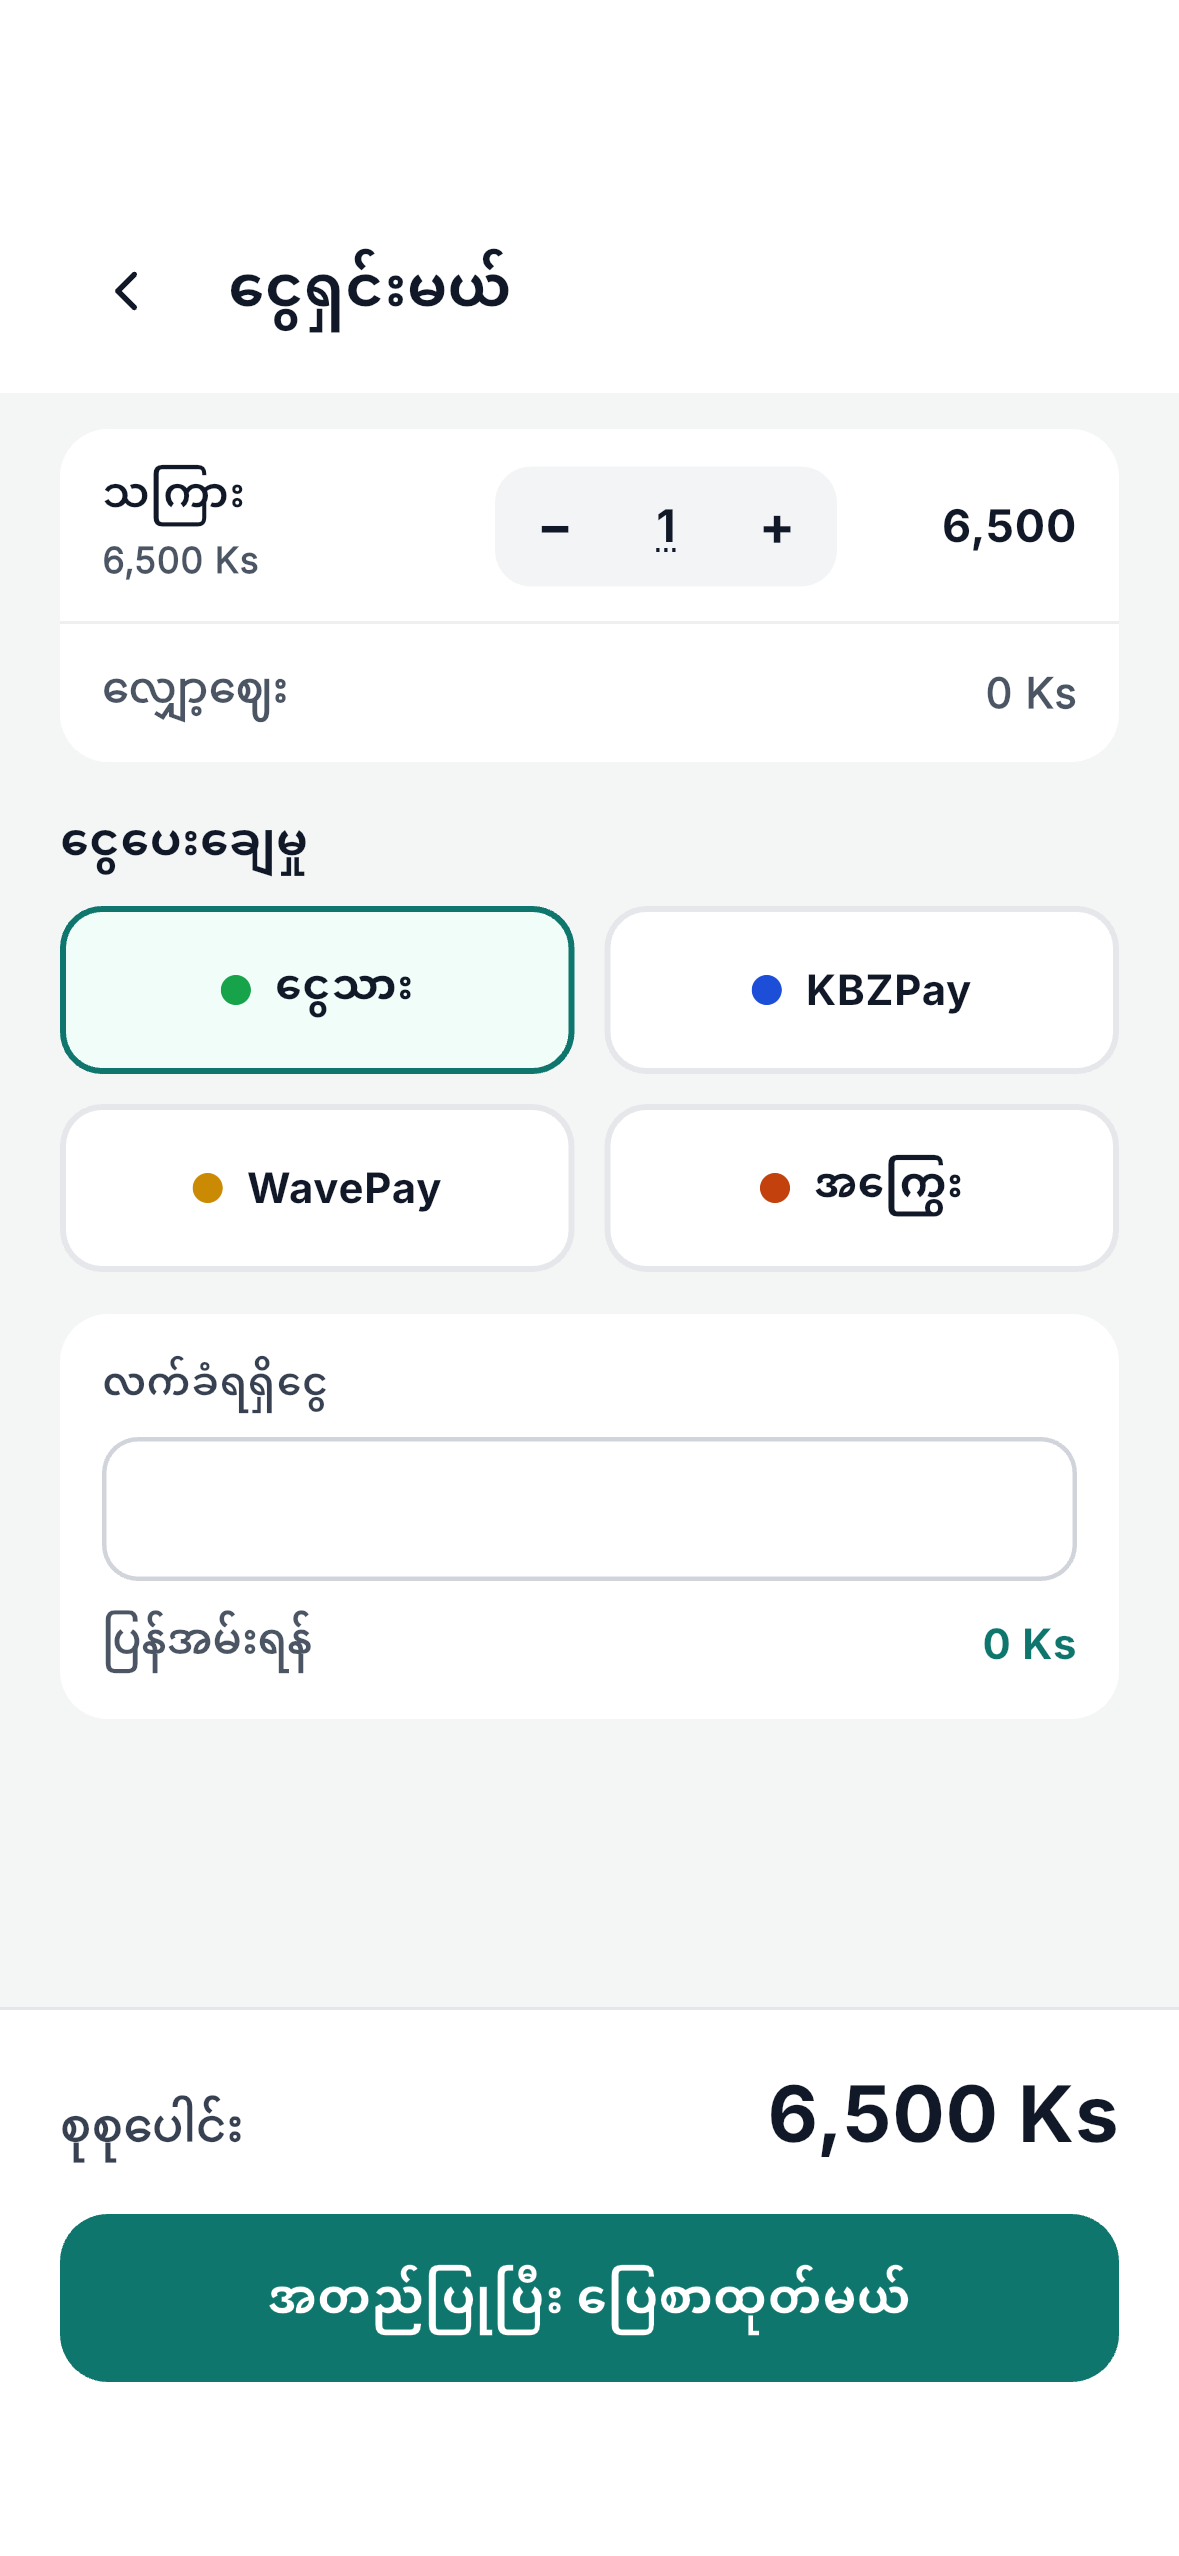 ငွေရှင်းမယ်
သကြား
6,500 Ks
− 1 +
6,500
လျှော့ဈေး
0 Ks
ငွေပေးချေမှု
ငွေသား
KBZPay
WavePay
အကြွေး
လက်ခံရရှိငွေ
ပြန်အမ်းရန်
0 Ks
စုစုပေါင်း
6,500 Ks
အတည်ပြုပြီး ပြေစာထုတ်မယ်